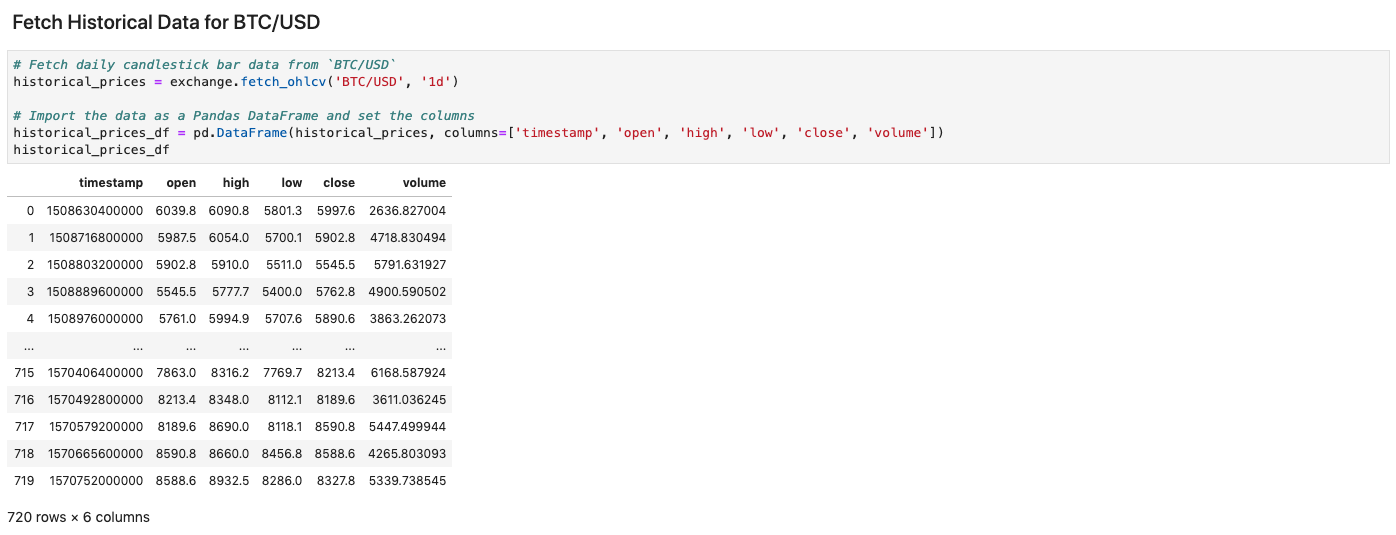 Fetch Historical Data for BTC/USD
# Fetch daily candlestick bar data from `BTC/USD`
historical_prices = exchange.fetch_ohlcv('BTC/USD', '1d')
# Import the data as a Pandas DataFrame and set the columns
historical_prices_df = pd.DataFrame(historical_prices, columns=['timestamp', 'open', 'high', 'low', 'close', 'volume'])
historical_prices_df
timestamp open high low close volume
0 1508630400000 6039.8 6090.8 5801.3 5997.6 2636.827004
1 1508716800000 5987.5 6054.0 5700.1 5902.8 4718.830494
2 1508803200000 5902.8 5910.0 5511.0 5545.5 5791.631927
3 1508889600000 5545.5 5777.7 5400.0 5762.8 4900.590502
4 1508976000000 5761.0 5994.9 5707.6 5890.6 3863.262073
... ... ... ... ... ... ...
715 1570406400000 7863.0 8316.2 7769.7 8213.4 6168.587924
716 1570492800000 8213.4 8348.0 8112.1 8189.6 3611.036245
717 1570579200000 8189.6 8690.0 8118.1 8590.8 5447.499944
718 1570665600000 8590.8 8660.0 8456.8 8588.6 4265.803093
719 1570752000000 8588.6 8932.5 8286.0 8327.8 5339.738545
720 rows × 6 columns